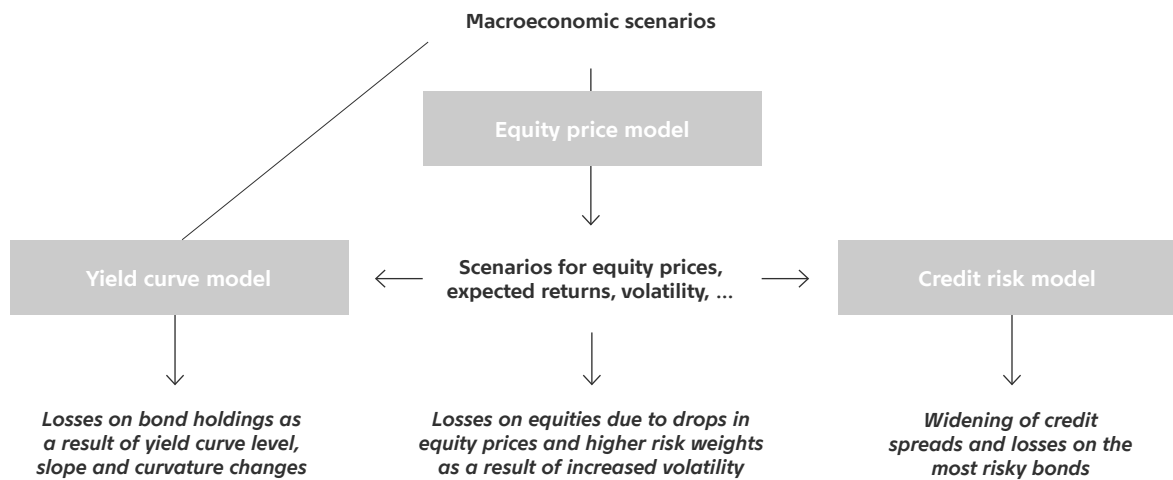 Macroeconomic scenarios
Equity price model
Yield curve model
Scenarios for equity prices,
expected returns, volatility, ...
Credit risk model
Losses on bond holdings as
a result of yield curve level,
slope and curvature changes
Losses on equities due to drops in
equity prices and higher risk weights
as a result of increased volatility
Widening of credit
spreads and losses on the
most risky bonds